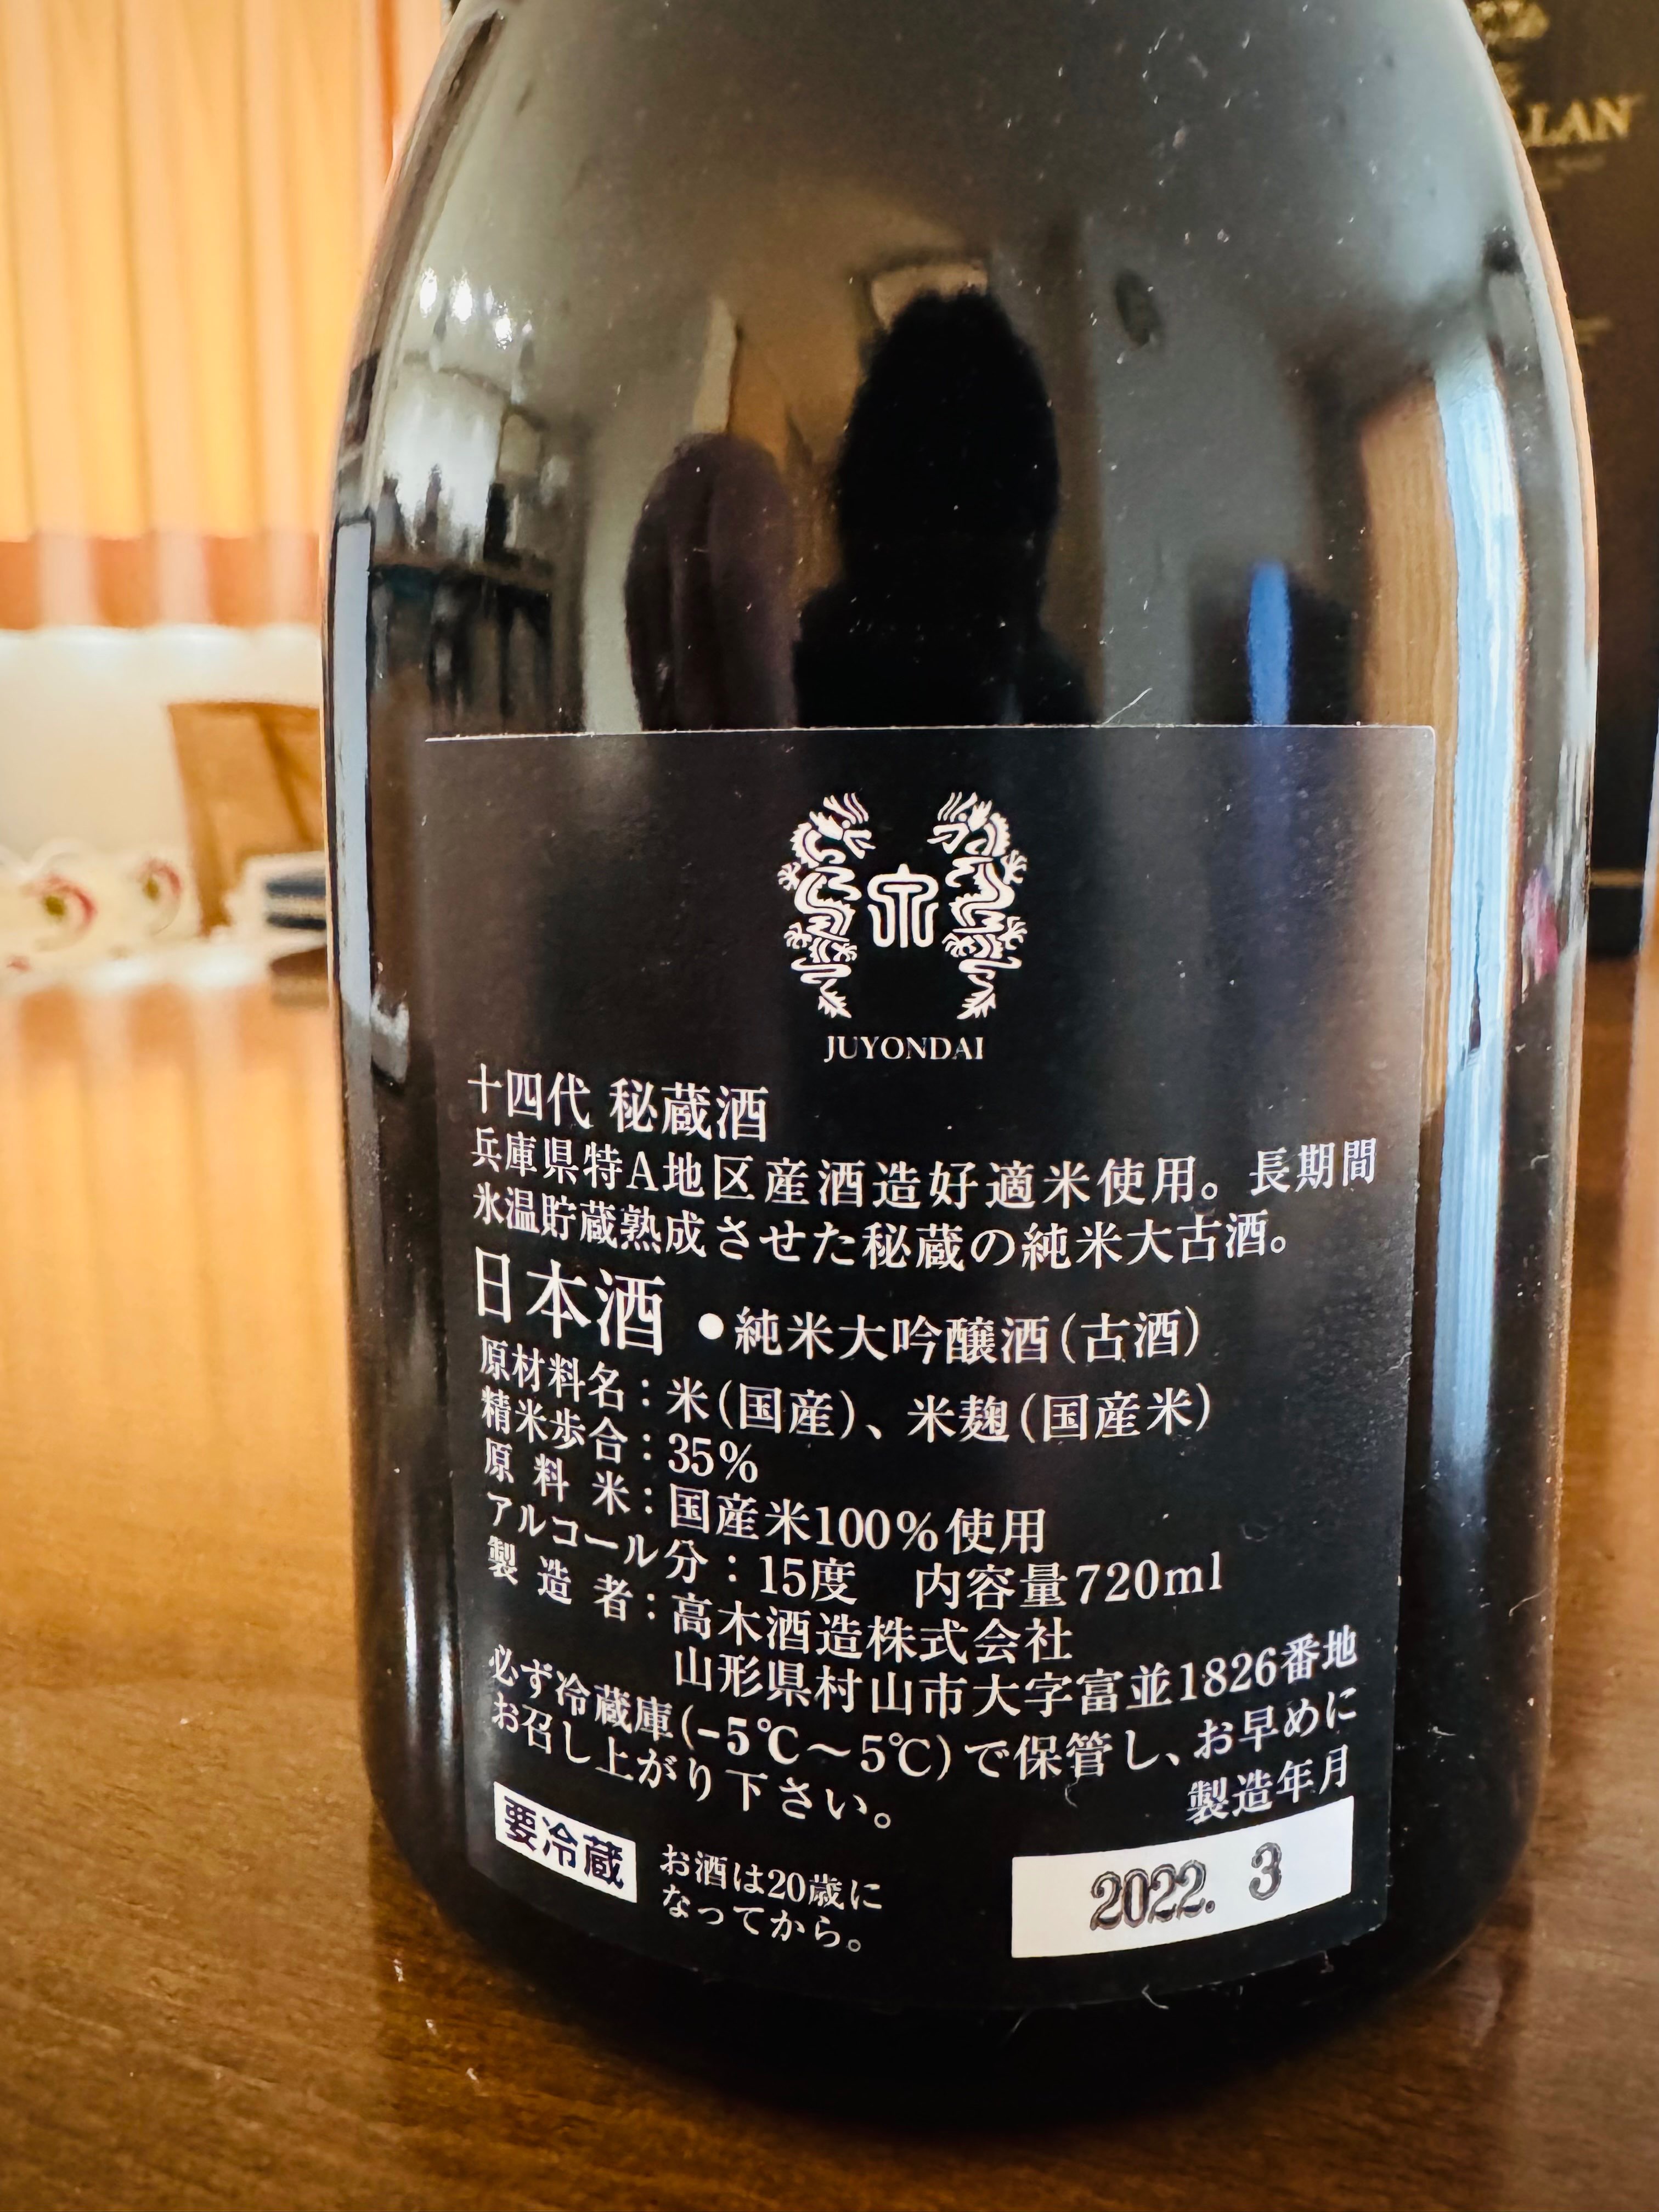 LLAN
JUYONDAI
十四代 秘蔵酒
兵庫県特A地区産酒造好適米使用。長期間
氷温貯蔵熟成させた秘蔵の純米大古酒。
日本酒 ●純米大吟醸酒(古酒)
原材料名:米(国産)、米麹(国産米)
精米歩合:35%
原料米:国産米100%使用
アルコール分:15度 内容量720ml
製造者:高木酒造株式会社
山形県村山市大字富並1826番地
必ず冷蔵庫(-5℃～5℃)で保管し、お早めに
お召し上がり下さい。
製造年月
要冷蔵
お酒は20歳に
なってから。
2022. 3